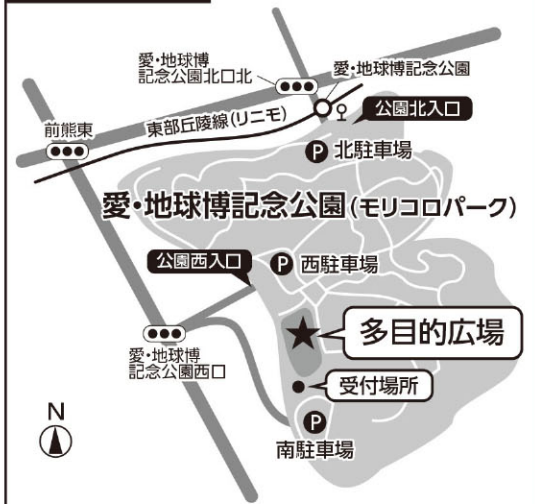 愛・地球博
記念公園北口北
愛・地球博記念公園
公園北入口
前熊東
東部丘陵線(リニモ)
P 北駐車場
愛・地球博記念公園(モリコロパーク)
公園西入口
P 西駐車場
★ 多目的広場
愛・地球博
記念公園西口
受付場所
N
P
南駐車場